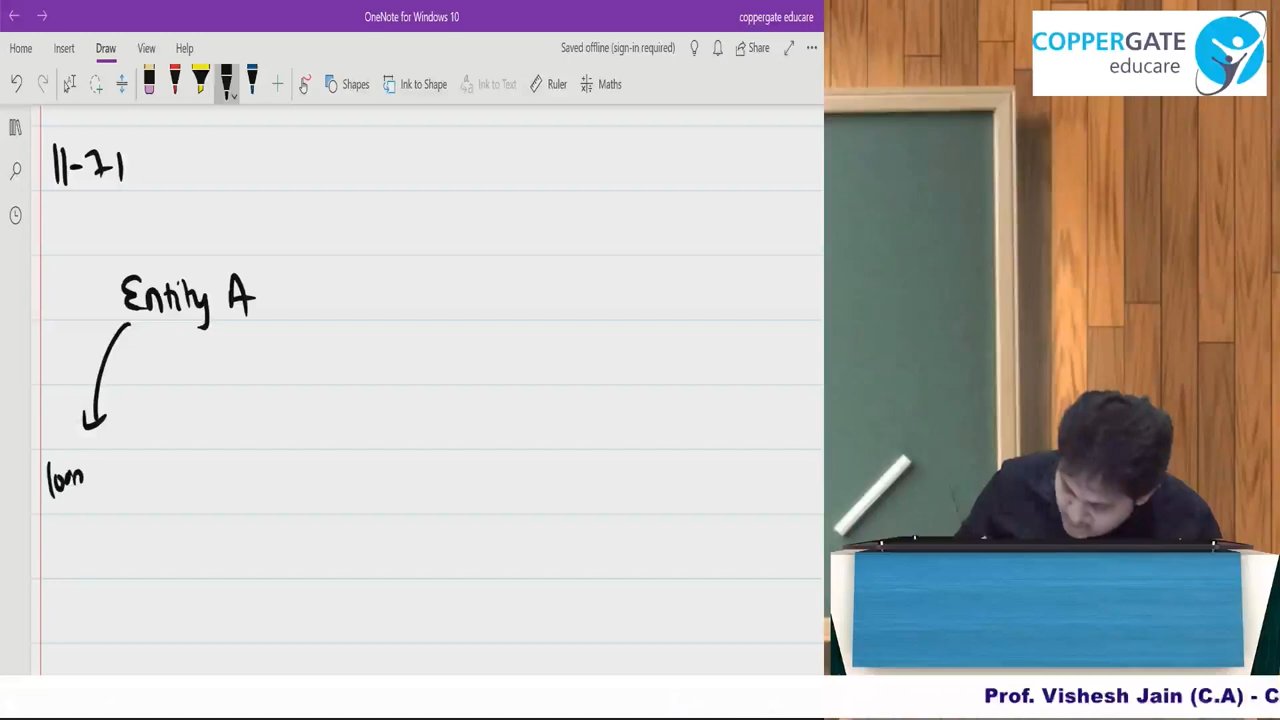 OneNote for Windows 10
coppergate educare
Home
Insert
Draw
View
Help
Saved offline (sign-in required)
Share
Shapes
Ink to Shape
Ink to Text
Ruler
Maths
COPPERGATE
educare
11-71
Entity A
loan
Prof. Vishesh Jain (C.A) - C